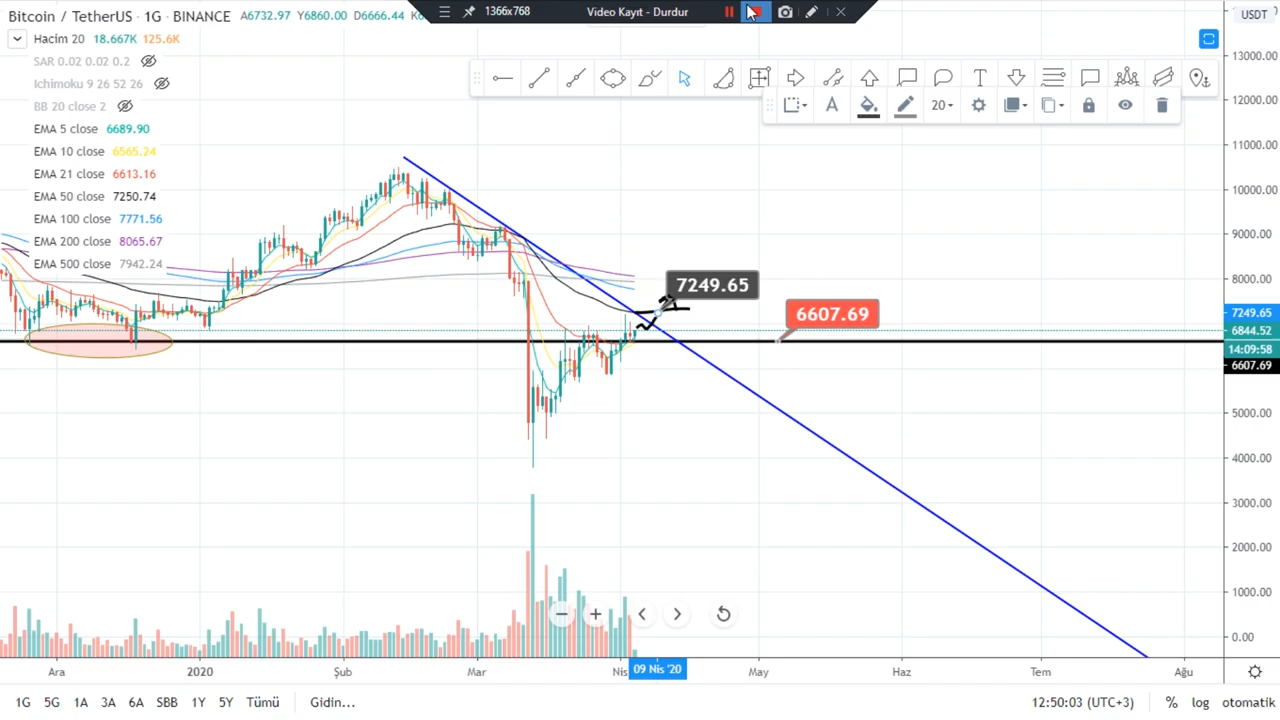 1366x768 Video Kayıt - Durdur
Bitcoin / TetherUS · 1G · BINANCE A6732.97 Y6860.00 D6666.44
USDT
Hacim 20 18.667K 125.6K
SAR 0.02 0.02 0.2
Ichimoku 9 26 52 26
BB 20 close 2
EMA 5 close 6689.90
EMA 10 close 6565.24
EMA 21 close 6613.16
EMA 50 close 7250.74
EMA 100 close 7771.56
EMA 200 close 8065.67
EMA 500 close 7942.24
T
A
20
7249.65
6607.69
13000.00
12000.00
11000.00
10000.00
9000.00
8000.00
7249.65
6844.52
14:09:58
6607.69
5000.00
4000.00
3000.00
2000.00
1000.00
0.00
Ara 2020 Şub Mar Nis 09 Nis '20 May Haz Tem Ağu
1G 5G 1A 3A 6A SBB 1Y 5Y Tümü Gidin... 12:50:03 (UTC+3) % log otomatik